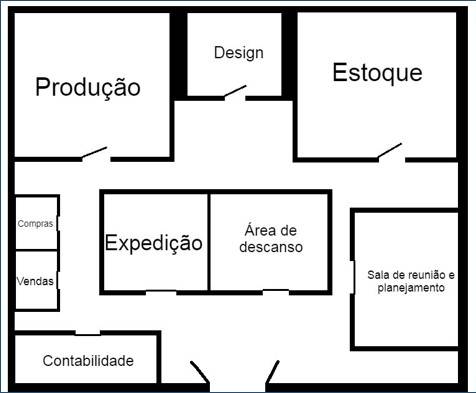 Produção
Design
Estoque
Compras
Vendas
Expedição
Área de
descanso
Sala de reunião e
planejamento
Contabilidade